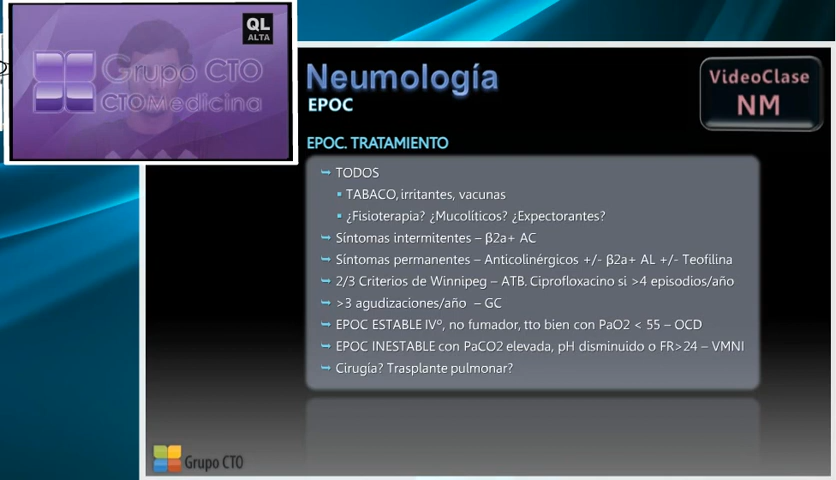 QL
ALTA
Grupo CTO
CTOMedicina
Neumología
EPOC
VideoClase
NM
EPOC. TRATAMIENTO
TODOS
TABACO, irritantes, vacunas
¿Fisioterapia? ¿Mucolíticos? ¿Expectorantes?
Síntomas intermitentes – β2a+ AC
Síntomas permanentes – Anticolinérgicos +/- β2a+ AL +/- Teofilina
2/3 Criterios de Winnipeg – ATB. Ciprofloxacino si >4 episodios/año
>3 agudizaciones/año – GC
EPOC ESTABLE IVº, no fumador, tto bien con PaO2 < 55 – OCD
EPOC INESTABLE con PaCO2 elevada, pH disminuido o FR>24 – VMNI
Cirugía? Trasplante pulmonar?
Grupo CTO